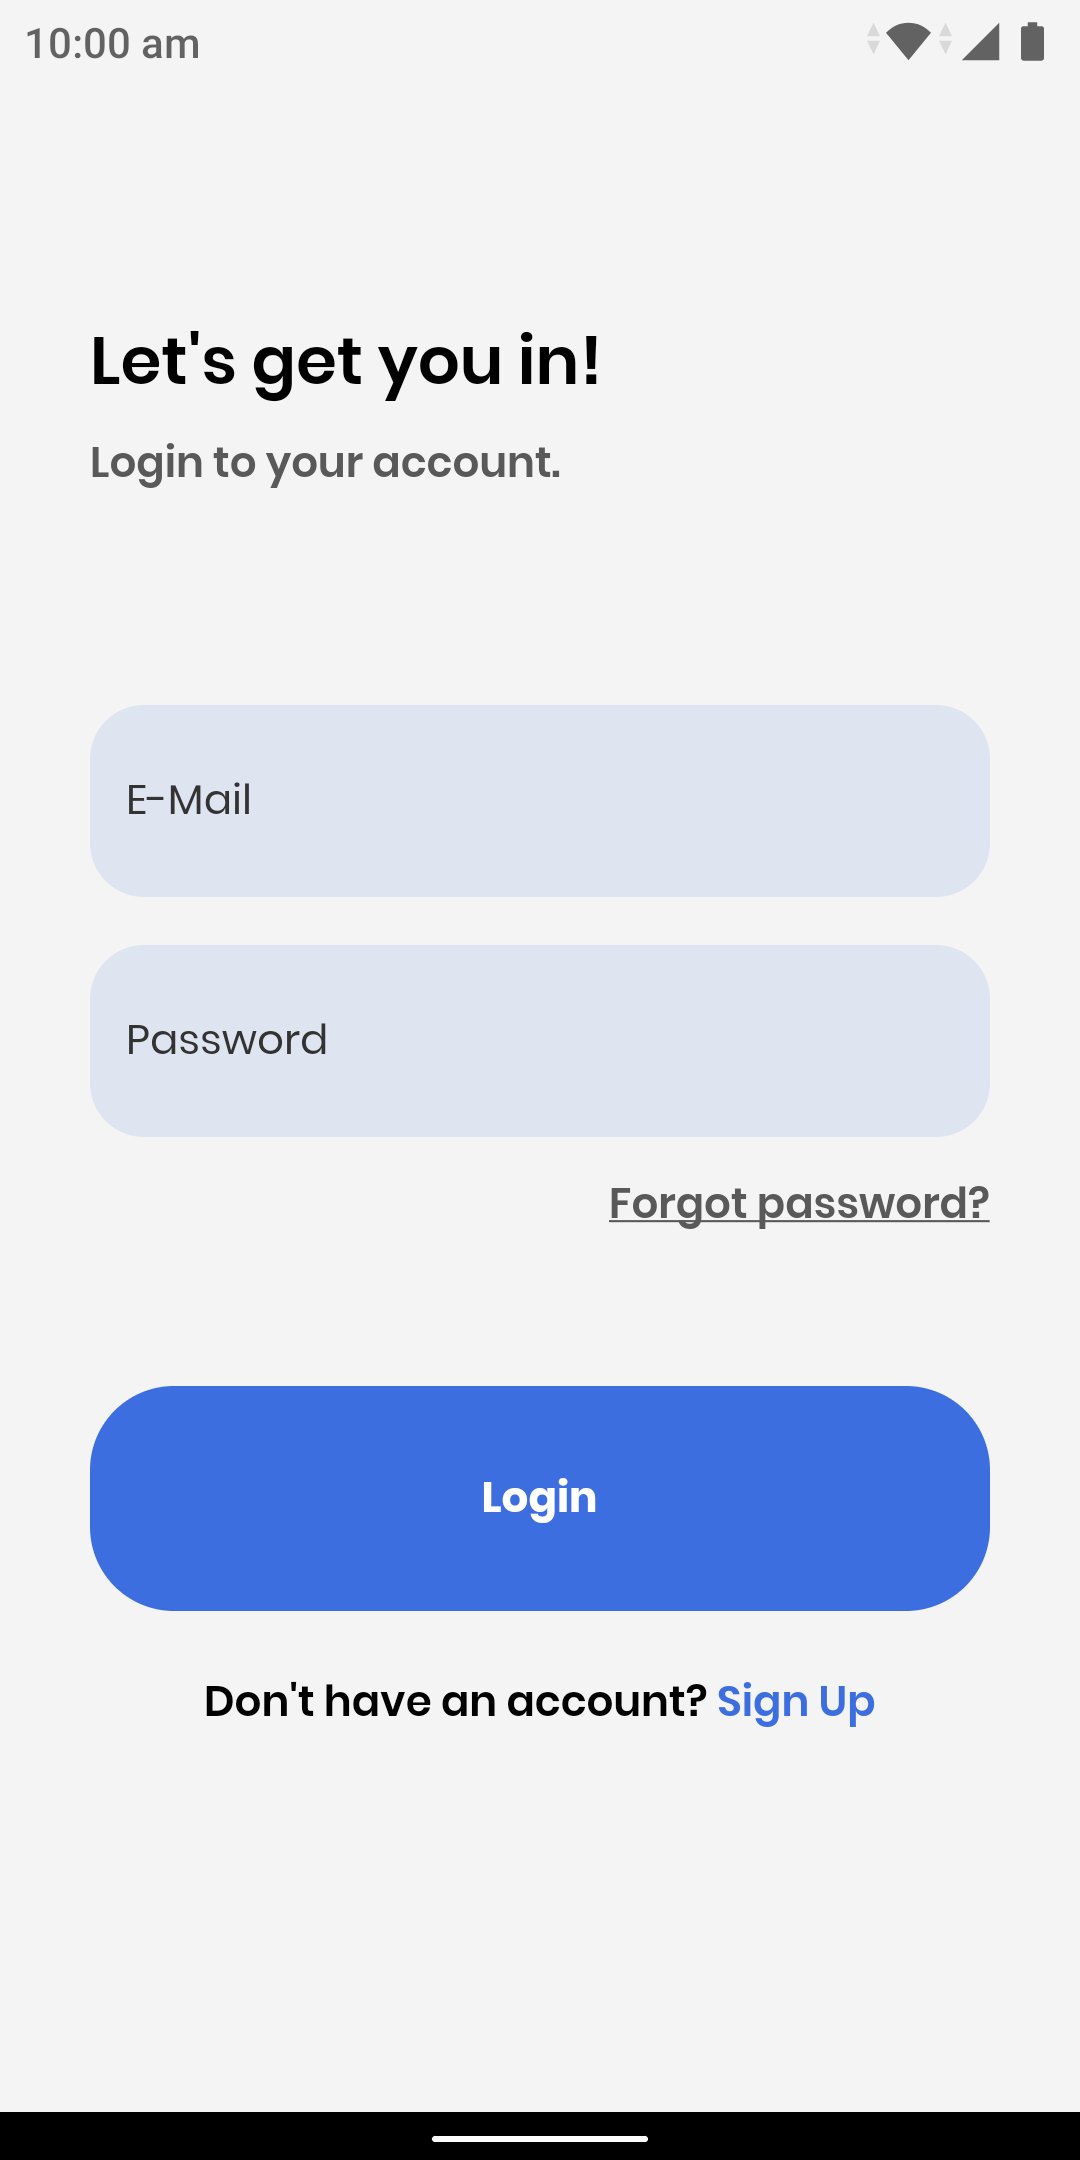 10:00 am
Let's get you in!
Login to your account.
E-Mail
Password
Forgot password?
Login
Don't have an account? Sign Up